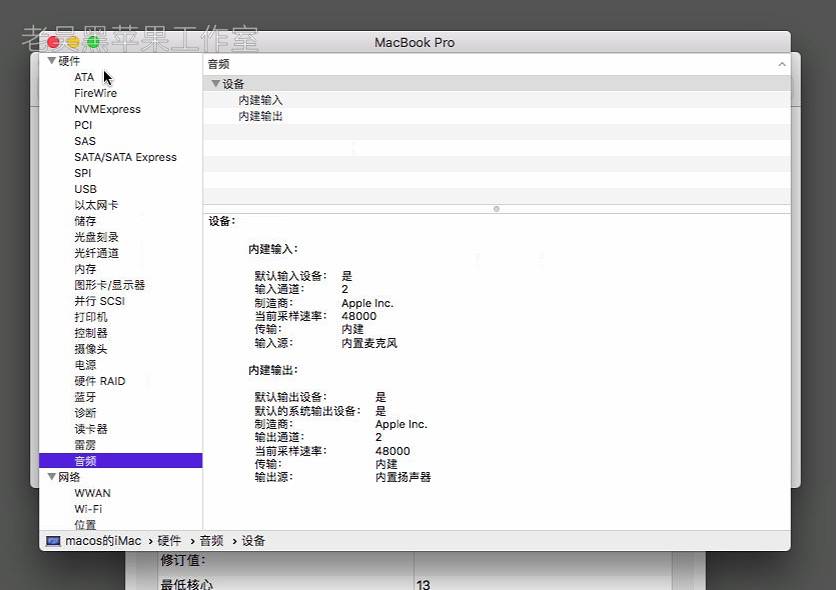 老吴黑苹果工作室
MacBook Pro
硬件
ATA
FireWire
NVMExpress
PCI
SAS
SATA/SATA Express
SPI
USB
以太网卡
储存
光盘刻录
光纤通道
内存
图形卡/显示器
并行 SCSI
打印机
控制器
摄像头
电源
硬件 RAID
蓝牙
诊断
读卡器
雷雳
音频
网络
WWAN
Wi-Fi
位置
音频
设备
内建输入
内建输出
设备：
内建输入：
默认输入设备： 是
输入通道： 2
制造商： Apple Inc.
当前采样速率： 48000
传输： 内建
输入源： 内置麦克风
内建输出：
默认输出设备： 是
默认的系统输出设备： 是
制造商： Apple Inc.
输出通道： 2
当前采样速率： 48000
传输： 内建
输出源： 内置扬声器
macos的iMac › 硬件 › 音频 › 设备
修订值：
最低核心 13